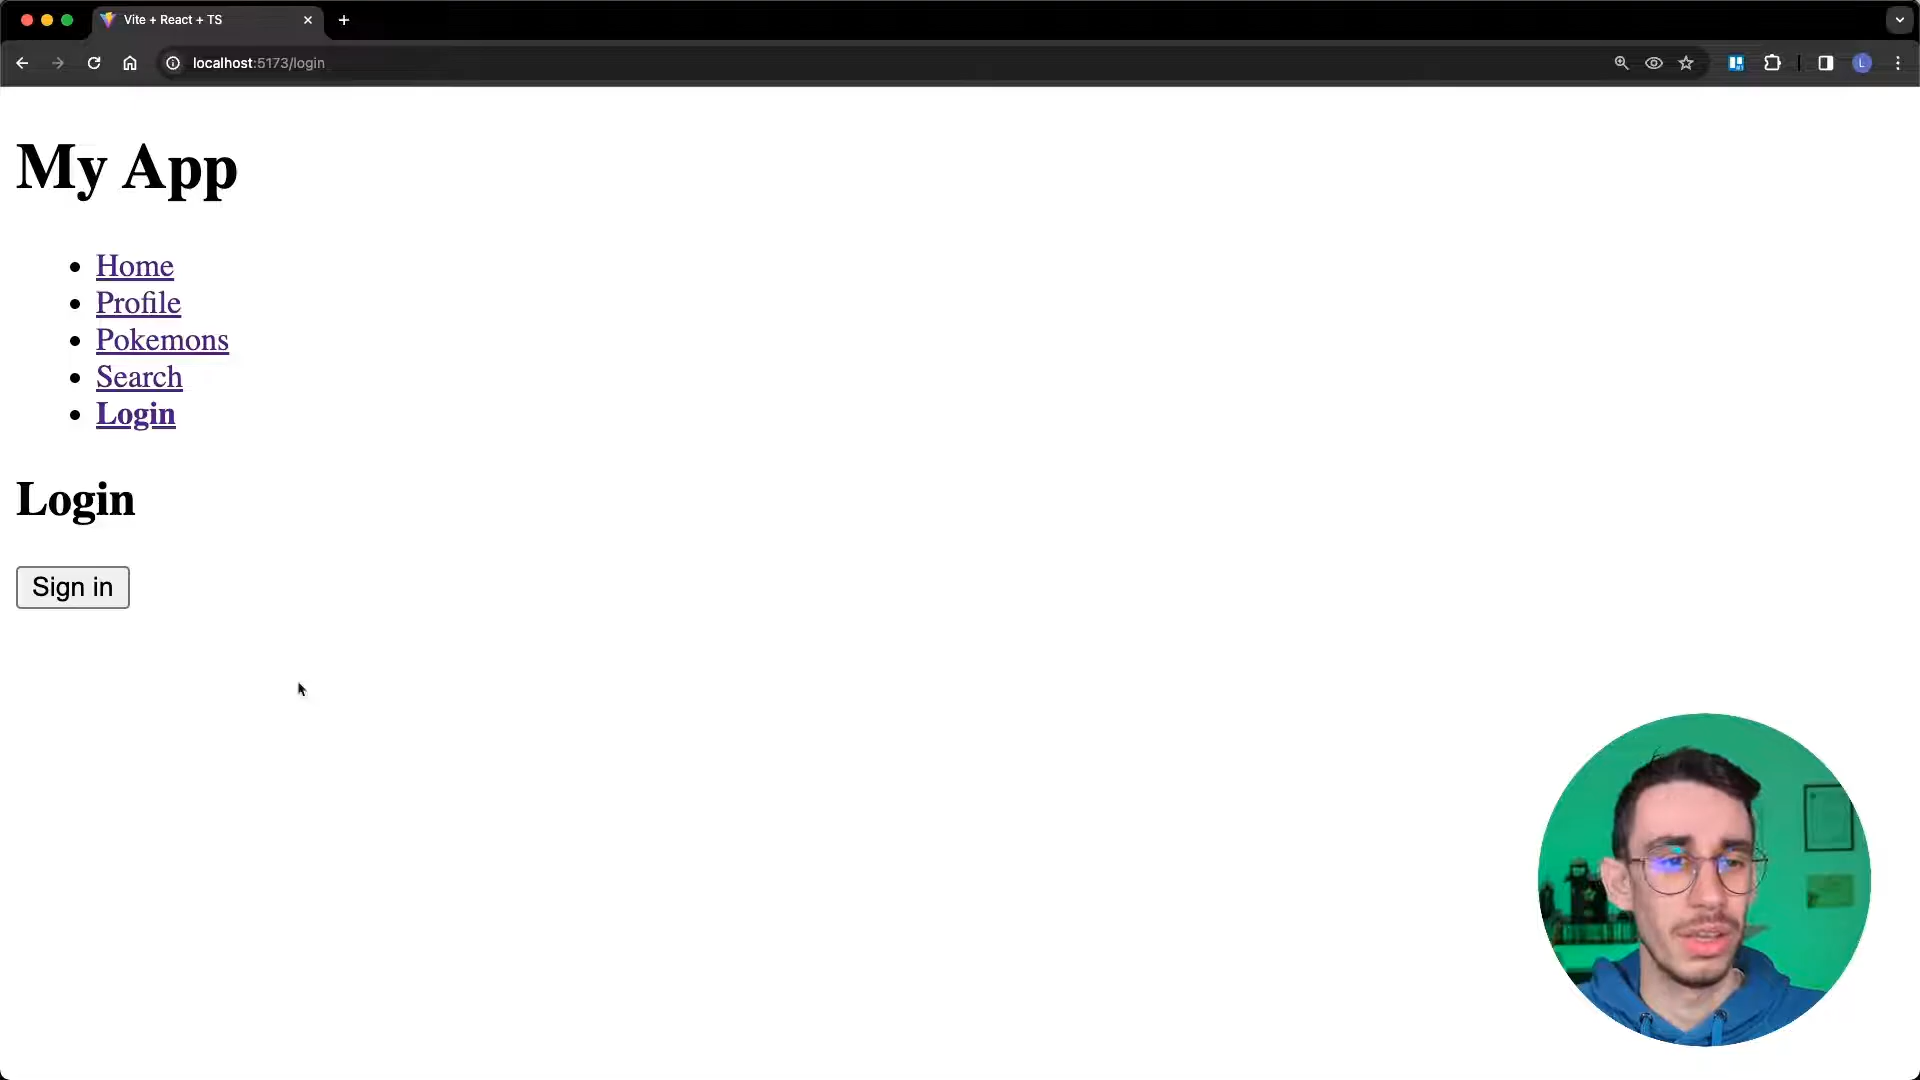 Vite + React + TS
localhost:5173/login
L
My App
Home
Profile
Pokemons
Search
Login
Login
Sign in